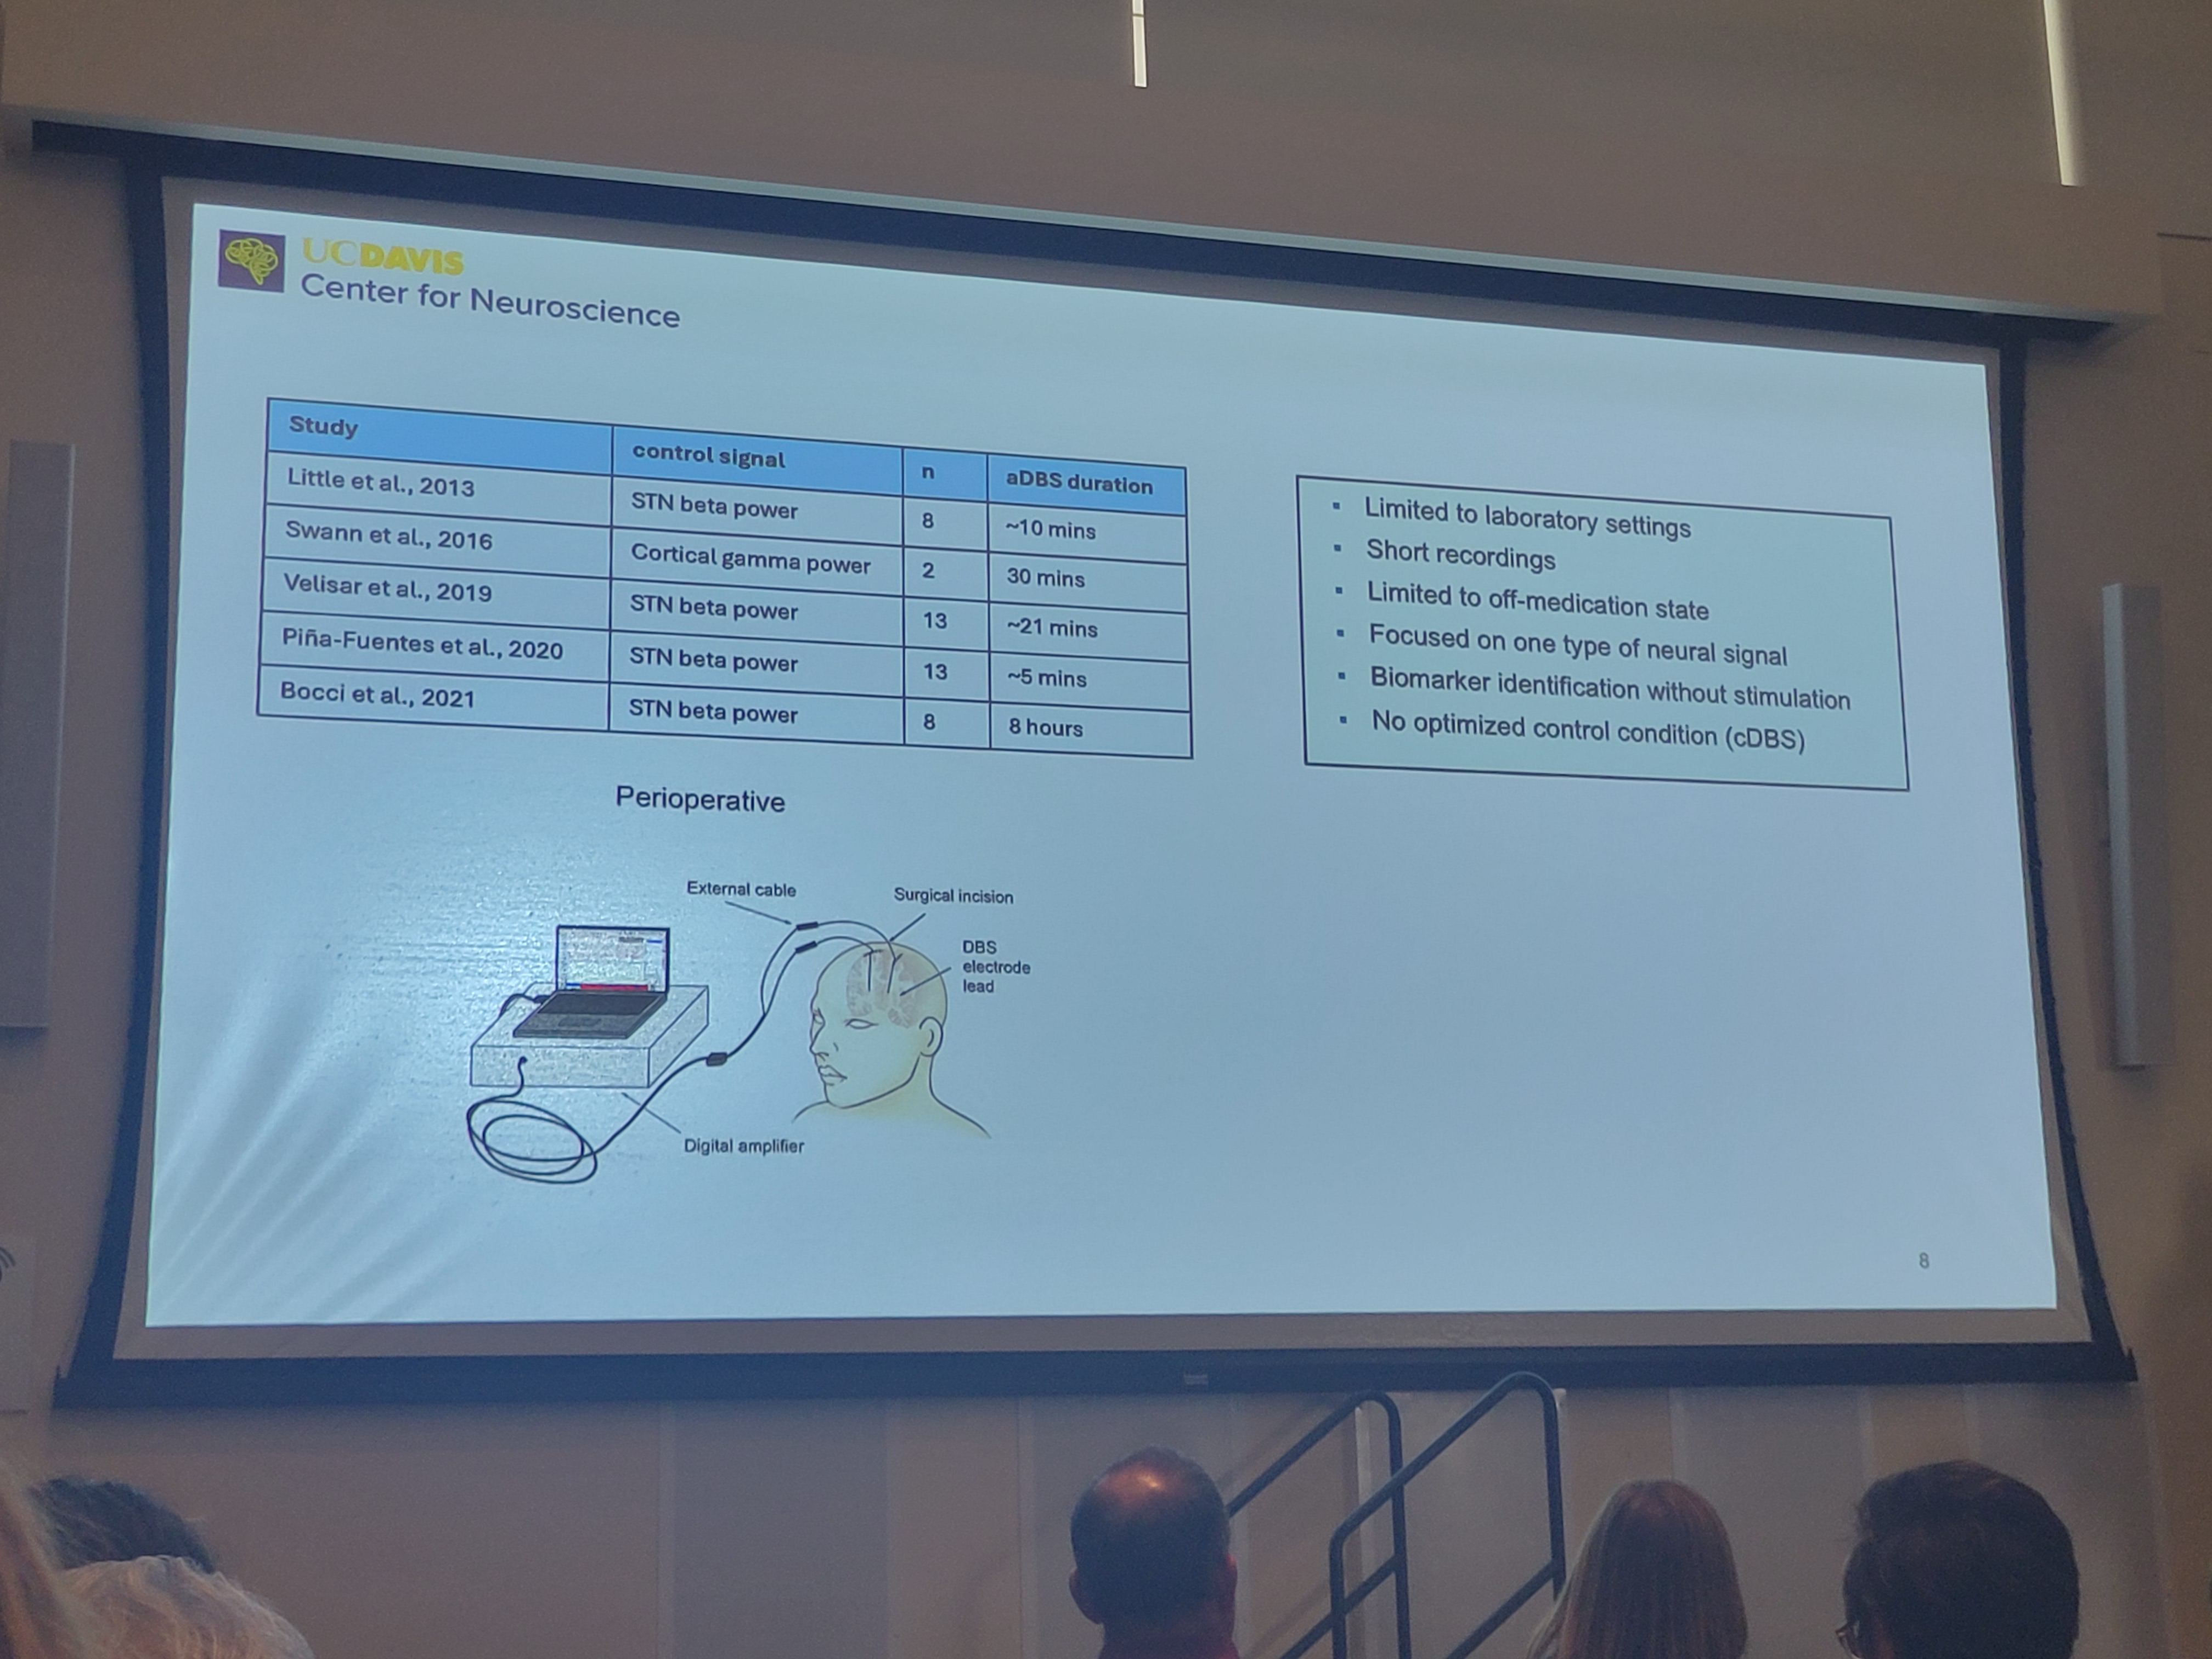 UCDAVIS
Center for Neuroscience
Study control signal n aDBS duration
Little et al., 2013 STN beta power 8 ~10 mins
Swann et al., 2016 Cortical gamma power 2 30 mins
Velisar et al., 2019 STN beta power 13 ~21 mins
Piña-Fuentes et al., 2020 STN beta power 13 ~5 mins
Bocci et al., 2021 STN beta power 8 8 hours
▪ Limited to laboratory settings
▪ Short recordings
▪ Limited to off-medication state
▪ Focused on one type of neural signal
▪ Biomarker identification without stimulation
▪ No optimized control condition (cDBS)
Perioperative
External cable
Surgical incision
DBS
electrode
lead
Digital amplifier
8